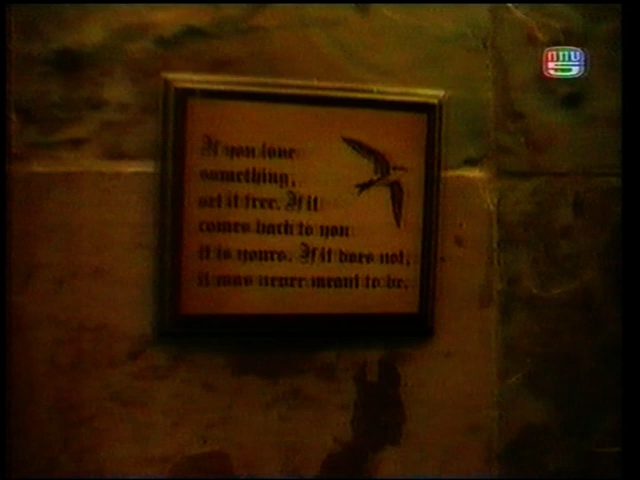 If you love
something,
set it free. If it
comes back to you
it is yours. If it does not,
it was never meant to be.
5